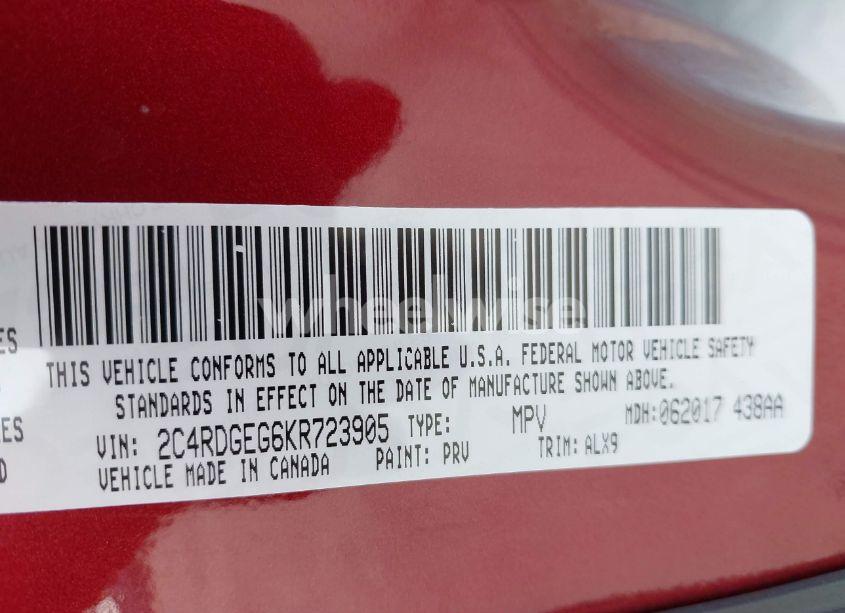 THIS VEHICLE CONFORMS TO ALL APPLICABLE U.S.A. FEDERAL MOTOR VEHICLE SAFETY
STANDARDS IN EFFECT ON THE DATE OF MANUFACTURE SHOWN ABOVE.
VIN: 2C4RDGEG6KR723905 TYPE: MPV MDH:062017 438AA
VEHICLE MADE IN CANADA PAINT: PRV TRIM: ALX9
wheelwise